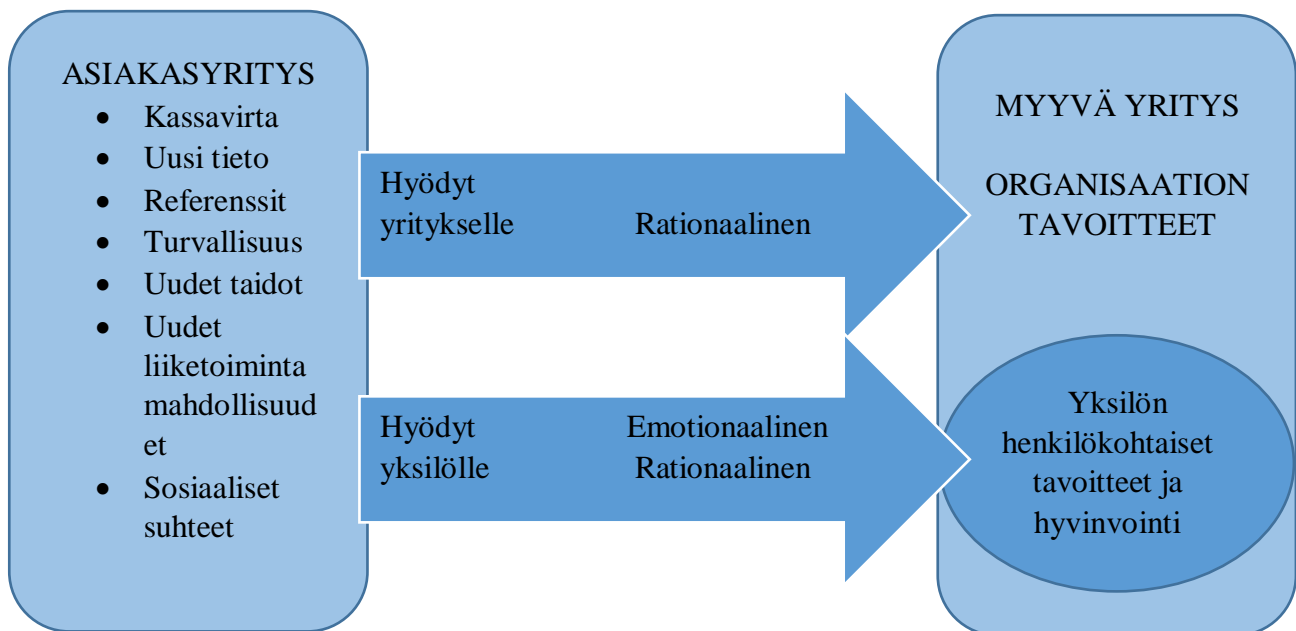 ASIAKASYRITYS
• Kassavirta
• Uusi tieto
• Referenssit
• Turvallisuus
• Uudet taidot
• Uudet
liiketoiminta
mahdollisuud
et
• Sosiaaliset
suhteet
Hyödyt
yritykselle Rationaalinen
Hyödyt Emotionaalinen
yksilölle Rationaalinen
MYYVÄ YRITYS
ORGANISAATION
TAVOITTEET
Yksilön
henkilökohtaiset
tavoitteet ja
hyvinvointi